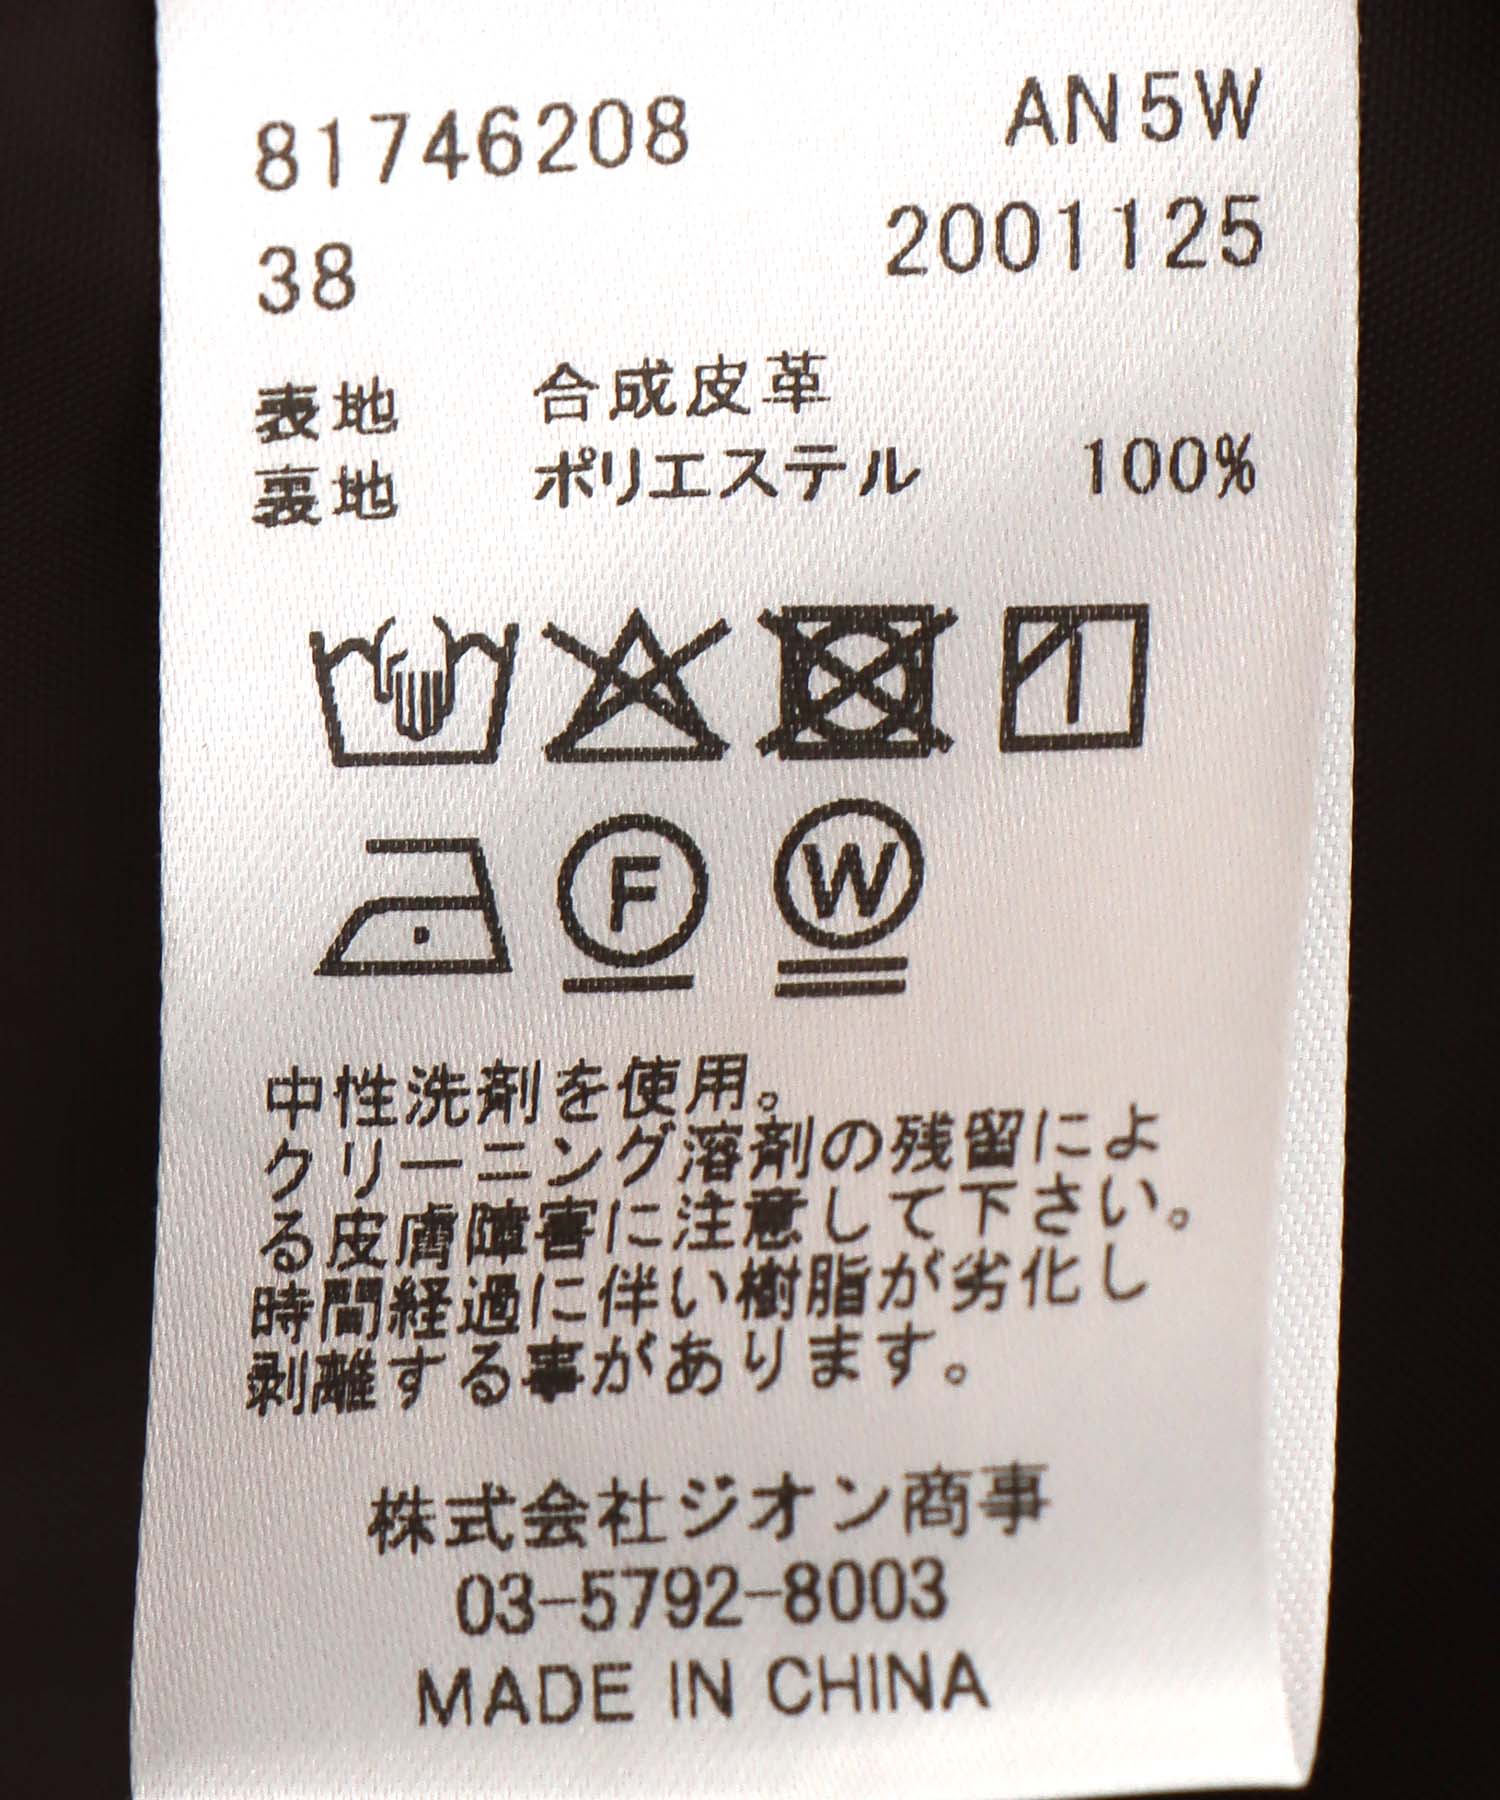 81746208 AN5W
38 2001125
表地 合成皮革
裏地 ポリエステル 100%
F W
中性洗剤を使用。
クリーニング溶剤の残留によ
る皮膚障害に注意して下さい。
時間経過に伴い樹脂が劣化し
剥離する事があります。
株式会社ジオン商事
03-5792-8003
MADE IN CHINA